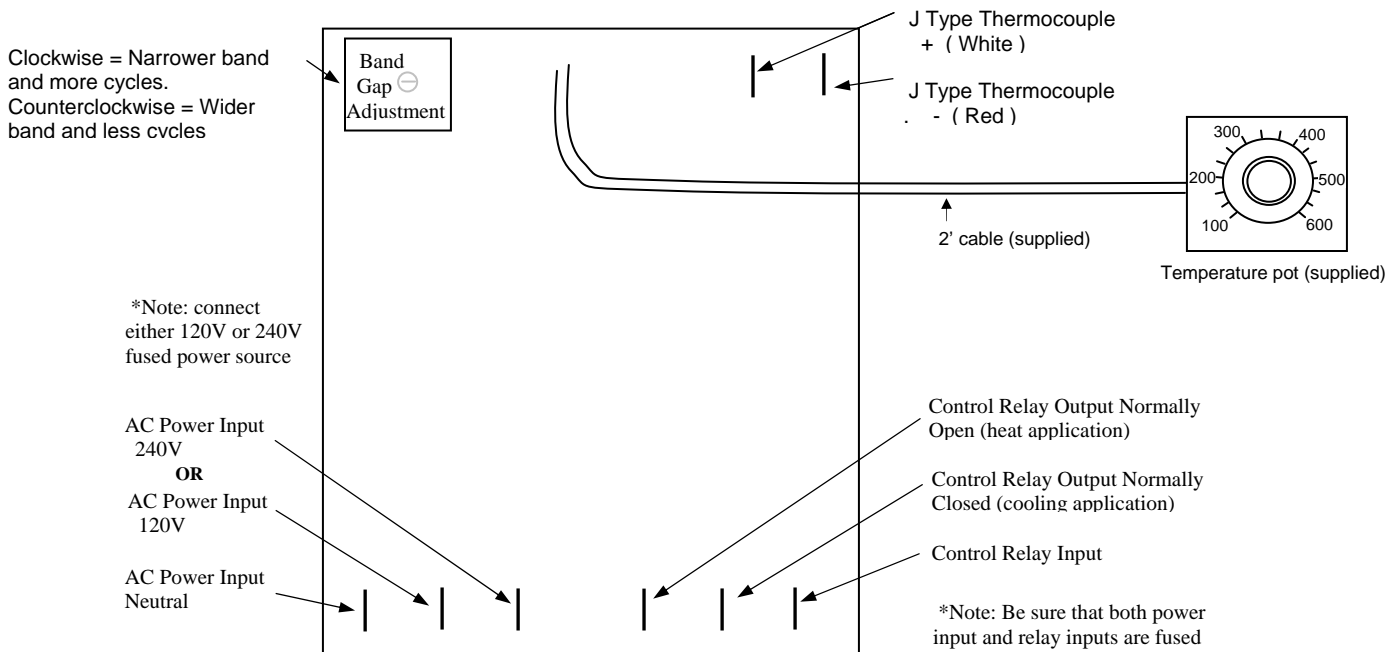 Clockwise = Narrower band
and more cycles.
Counterclockwise = Wider
band and less cycles
Band
Gap
Adjustment
J Type Thermocouple
+ ( White )
J Type Thermocouple
. - ( Red )
300
400
200
500
100
600
2’ cable (supplied)
Temperature pot (supplied)
*Note: connect
either 120V or 240V
fused power source
AC Power Input
240V
OR
AC Power Input
120V
AC Power Input
Neutral
Control Relay Output Normally
Open (heat application)
Control Relay Output Normally
Closed (cooling application)
Control Relay Input
*Note: Be sure that both power
input and relay inputs are fused